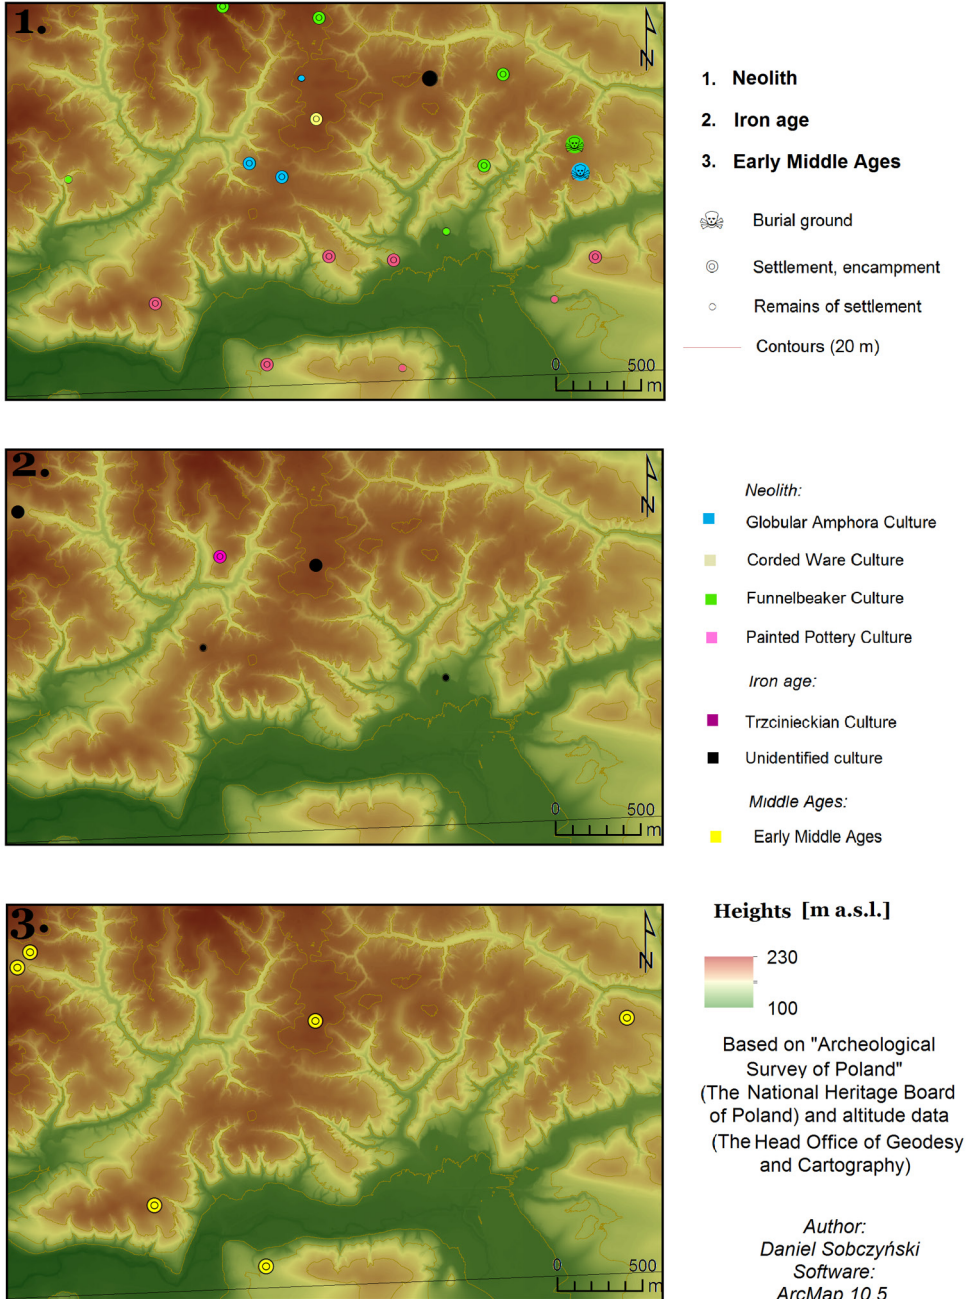 1.
N
0 500
m
1. Neolith
2. Iron age
3. Early Middle Ages
Burial ground
Settlement, encampment
Remains of settlement
Contours (20 m)
2.
N
0 500
m
Neolith:
Globular Amphora Culture
Corded Ware Culture
Funnelbeaker Culture
Painted Pottery Culture
Iron age:
Trzcinieckian Culture
Unidentified culture
Middle Ages:
Early Middle Ages
3.
N
0 500
m
Heights [m a.s.l.]
230
100
Based on "Archeological
Survey of Poland"
(The National Heritage Board
of Poland) and altitude data
(The Head Office of Geodesy
and Cartography)
Author:
Daniel Sobczyński
Software:
ArcMap 10.5